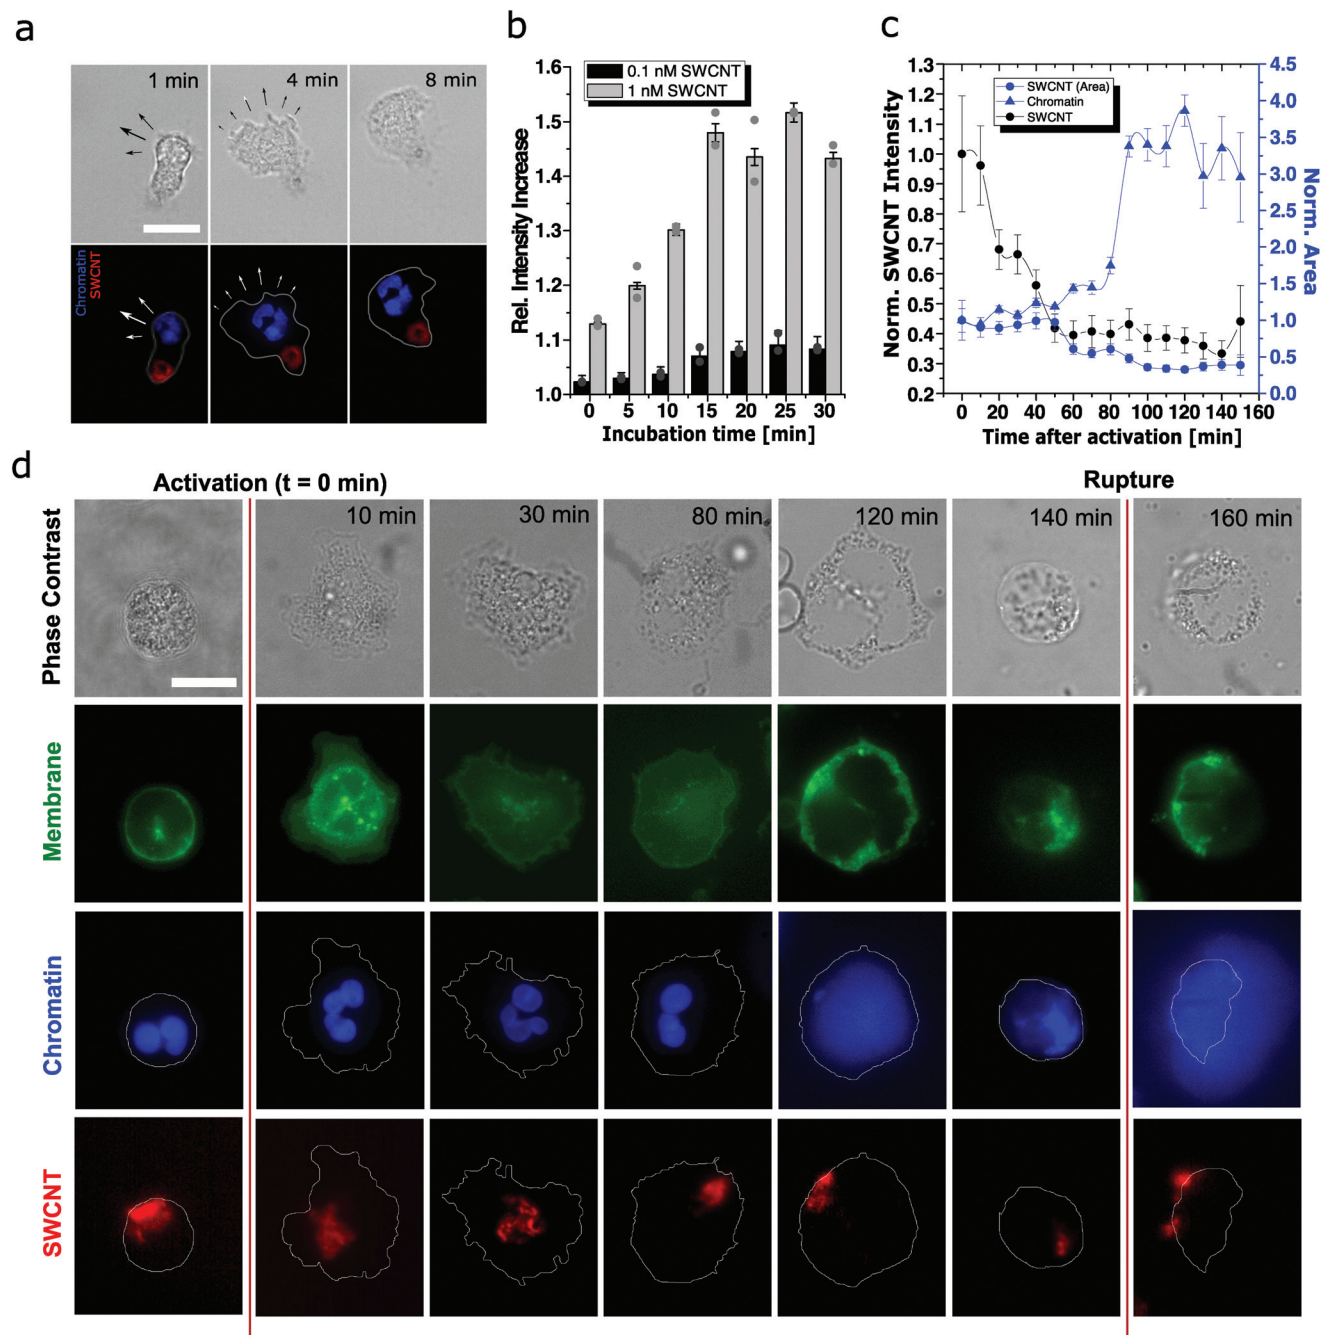 a
1 min
4 min
8 min
Chromatin
SWCNT
b
Rel. Intensity Increase
1.6
1.5
1.4
1.3
1.2
1.1
1.0
0.1 nM SWCNT
1 nM SWCNT
0 5 10 15 20 25 30
Incubation time [min]
c
Norm. SWCNT Intensity
1.3
1.2
1.1
1.0
0.9
0.8
0.7
0.6
0.5
0.4
0.3
0.2
SWCNT (Area)
Chromatin
SWCNT
4.5
4.0
3.5
3.0
2.5
2.0
1.5
1.0
0.5
0.0
Norm. Area
0 20 40 60 80 100 120 140 160
Time after activation [min]
d
Activation (t = 0 min)
Rupture
Phase Contrast
10 min
30 min
80 min
120 min
140 min
160 min
Membrane
Chromatin
SWCNT